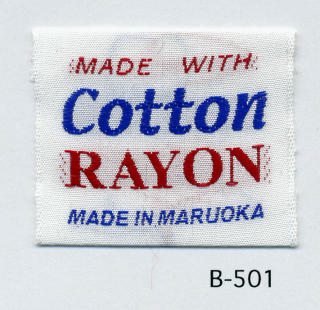 MADE WITH
Cotton
RAYON
MADE IN MARUOKA
B-501